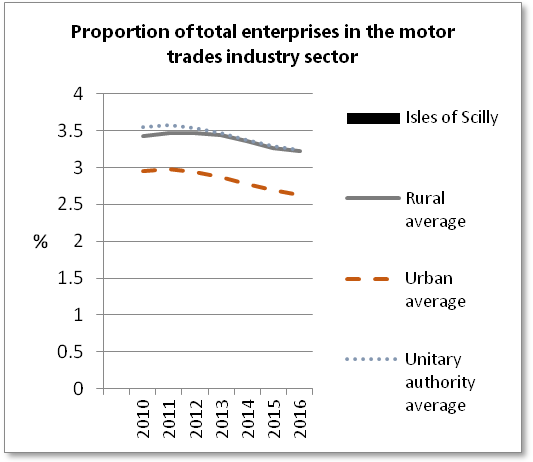 Proportion of total enterprises in the motor
trades industry sector
4
3.5
3
2.5
2
1.5
1
0.5
0
%
2010
2011
2012
2013
2014
2015
2016
Isles of Scilly
Rural
average
Urban
average
Unitary
authority
average